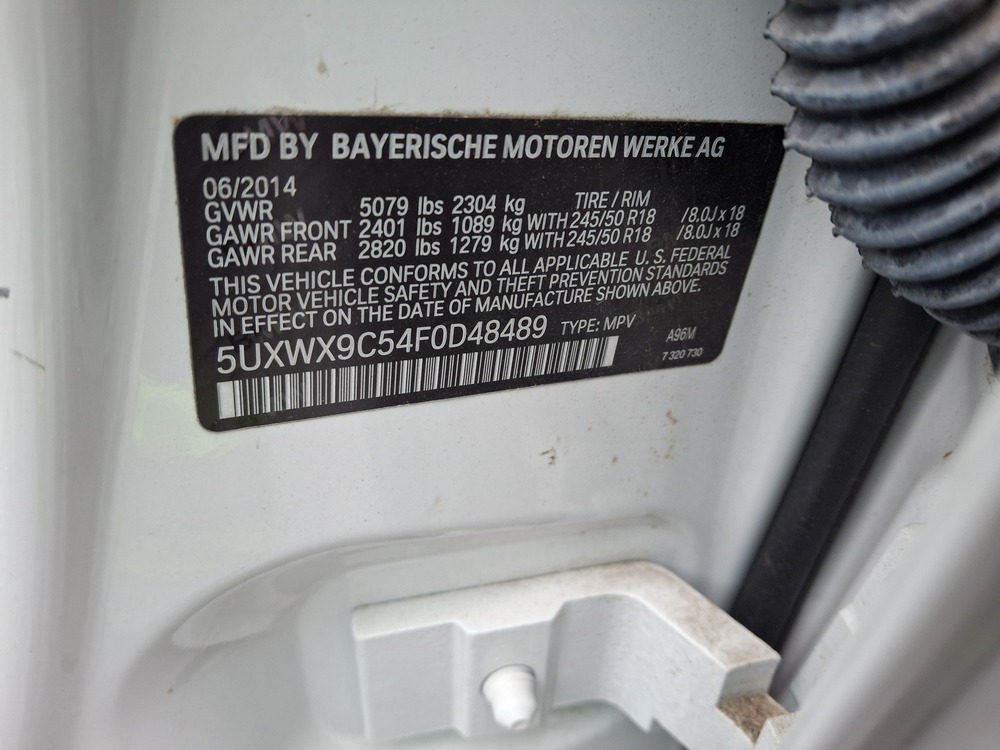 MFD BY BAYERISCHE MOTOREN WERKE AG
06/2014 TIRE / RIM
GVWR 5079 lbs 2304 kg
GAWR FRONT 2401 lbs 1089 kg WITH 245/50 R18 /8.0J x 18
GAWR REAR 2820 lbs 1279 kg WITH 245/50 R18 /8.0J x 18
THIS VEHICLE CONFORMS TO ALL APPLICABLE U. S. FEDERAL
MOTOR VEHICLE SAFETY AND THEFT PREVENTION STANDARDS
IN EFFECT ON THE DATE OF MANUFACTURE SHOWN ABOVE.
5UXWX9C54F0D48489 TYPE: MPV A96M
7 320 730